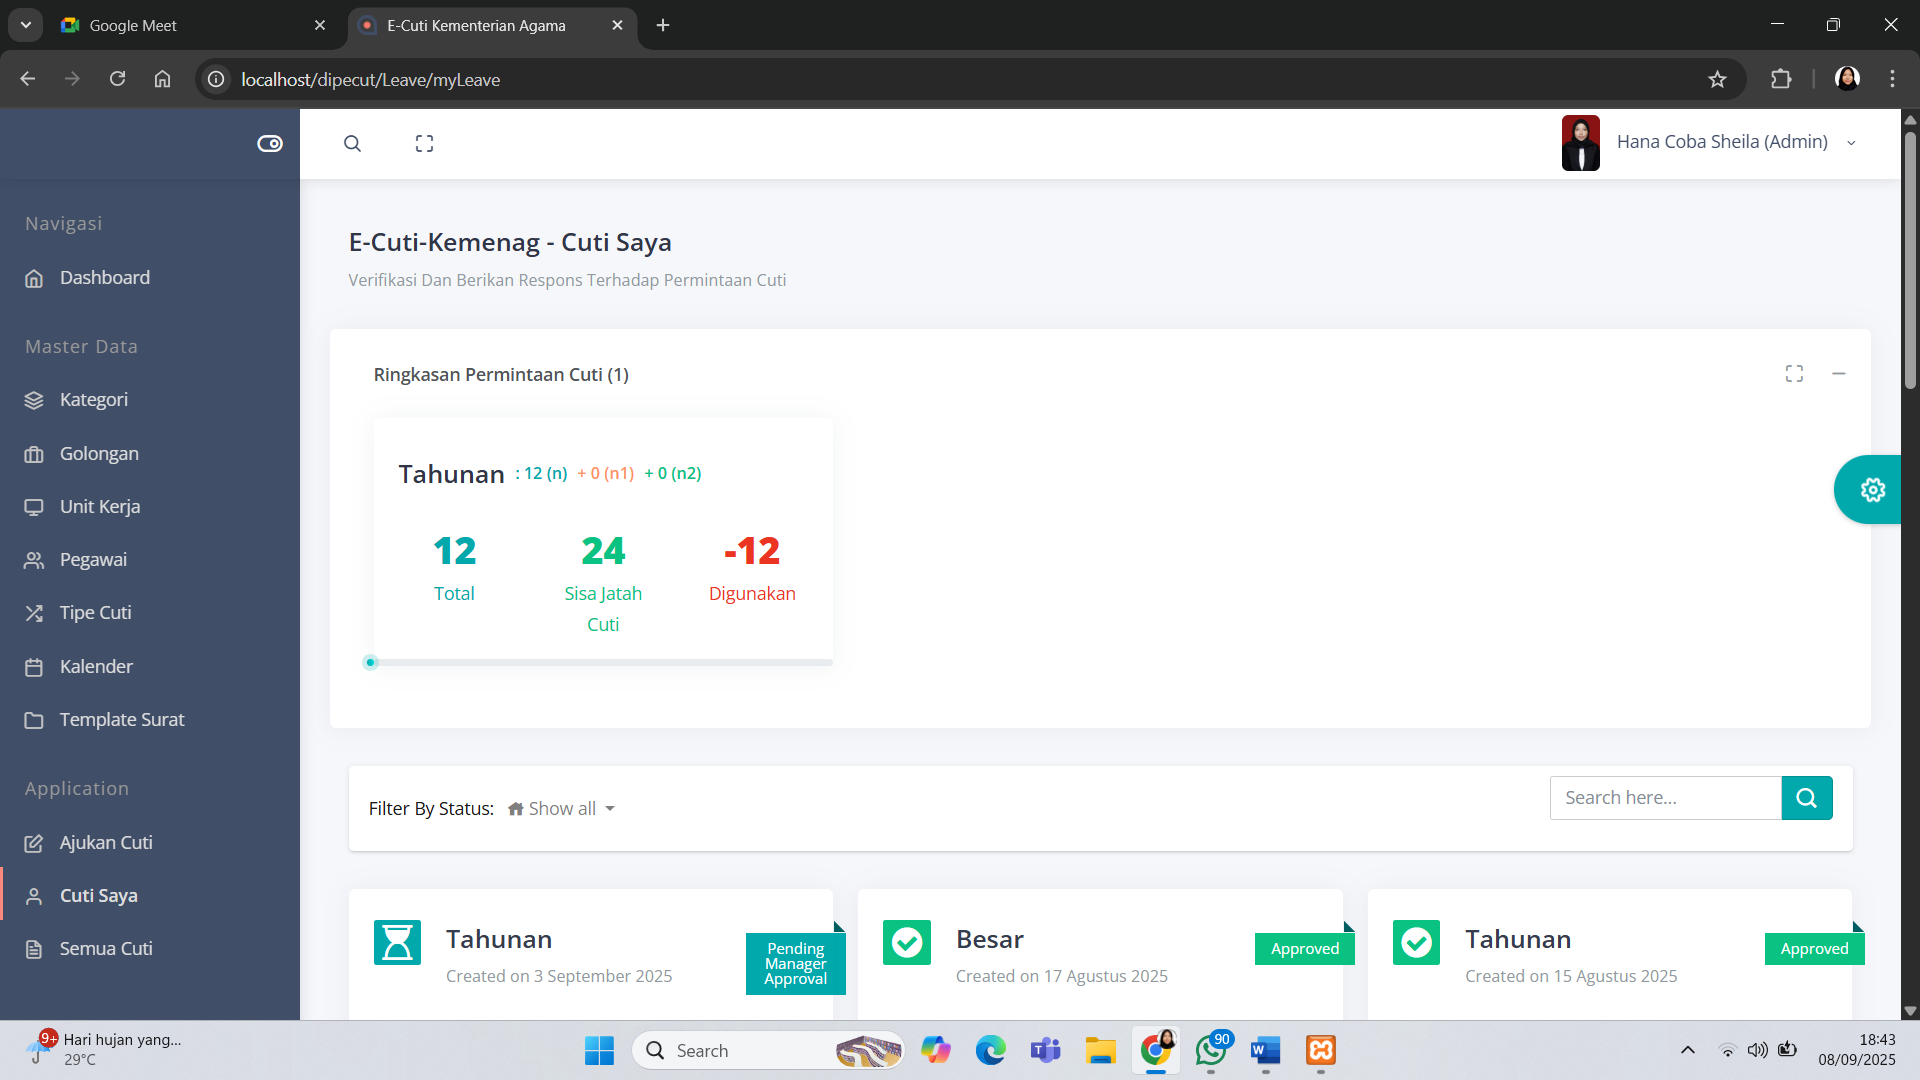 Google Meet
E-Cuti Kementerian Agama
localhost/dipecut/Leave/myLeave
Hana Coba Sheila (Admin)
Navigasi
Dashboard
Master Data
Kategori
Golongan
Unit Kerja
Pegawai
Tipe Cuti
Kalender
Template Surat
Application
Ajukan Cuti
Cuti Saya
Semua Cuti
E-Cuti-Kemenag - Cuti Saya
Verifikasi Dan Berikan Respons Terhadap Permintaan Cuti
Ringkasan Permintaan Cuti (1)
Tahunan : 12 (n) + 0 (n1) + 0 (n2)
12 24 -12
Total Sisa Jatah Digunakan
Cuti
Filter By Status: Show all
Search here...
Tahunan
Created on 3 September 2025
Pending
Manager
Approval
Besar
Created on 17 Agustus 2025
Approved
Tahunan
Created on 15 Agustus 2025
Approved
9+
Hari hujan yang...
29°C
Search
90
18:43
08/09/2025